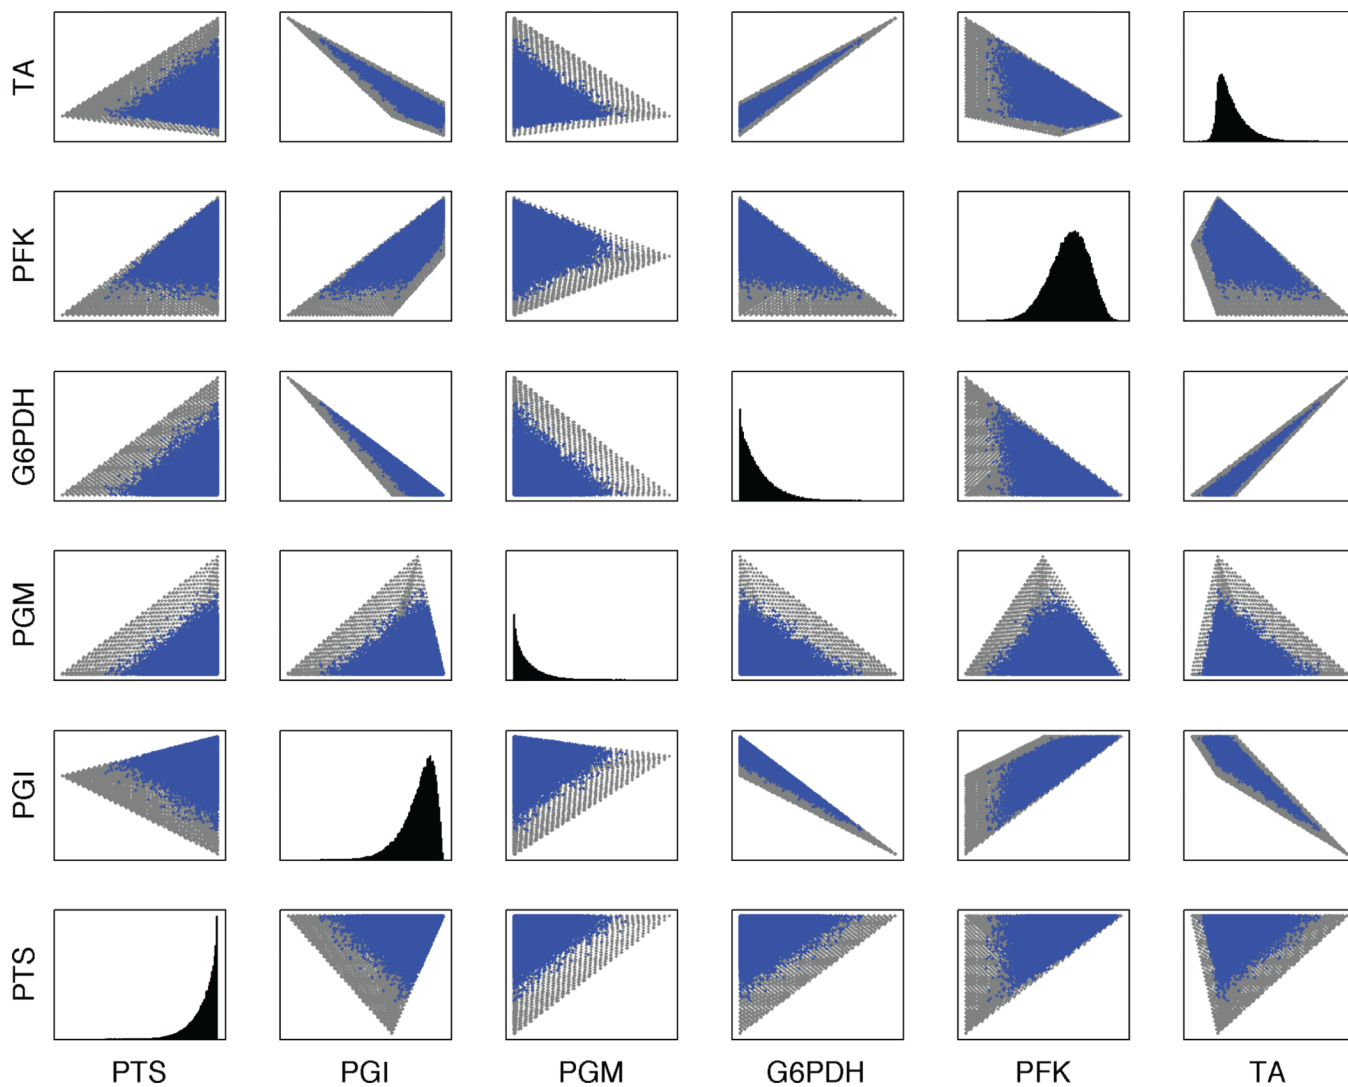 TA
PFK
G6PDH
PGM
PGI
PTS
PTS PGI PGM G6PDH PFK TA